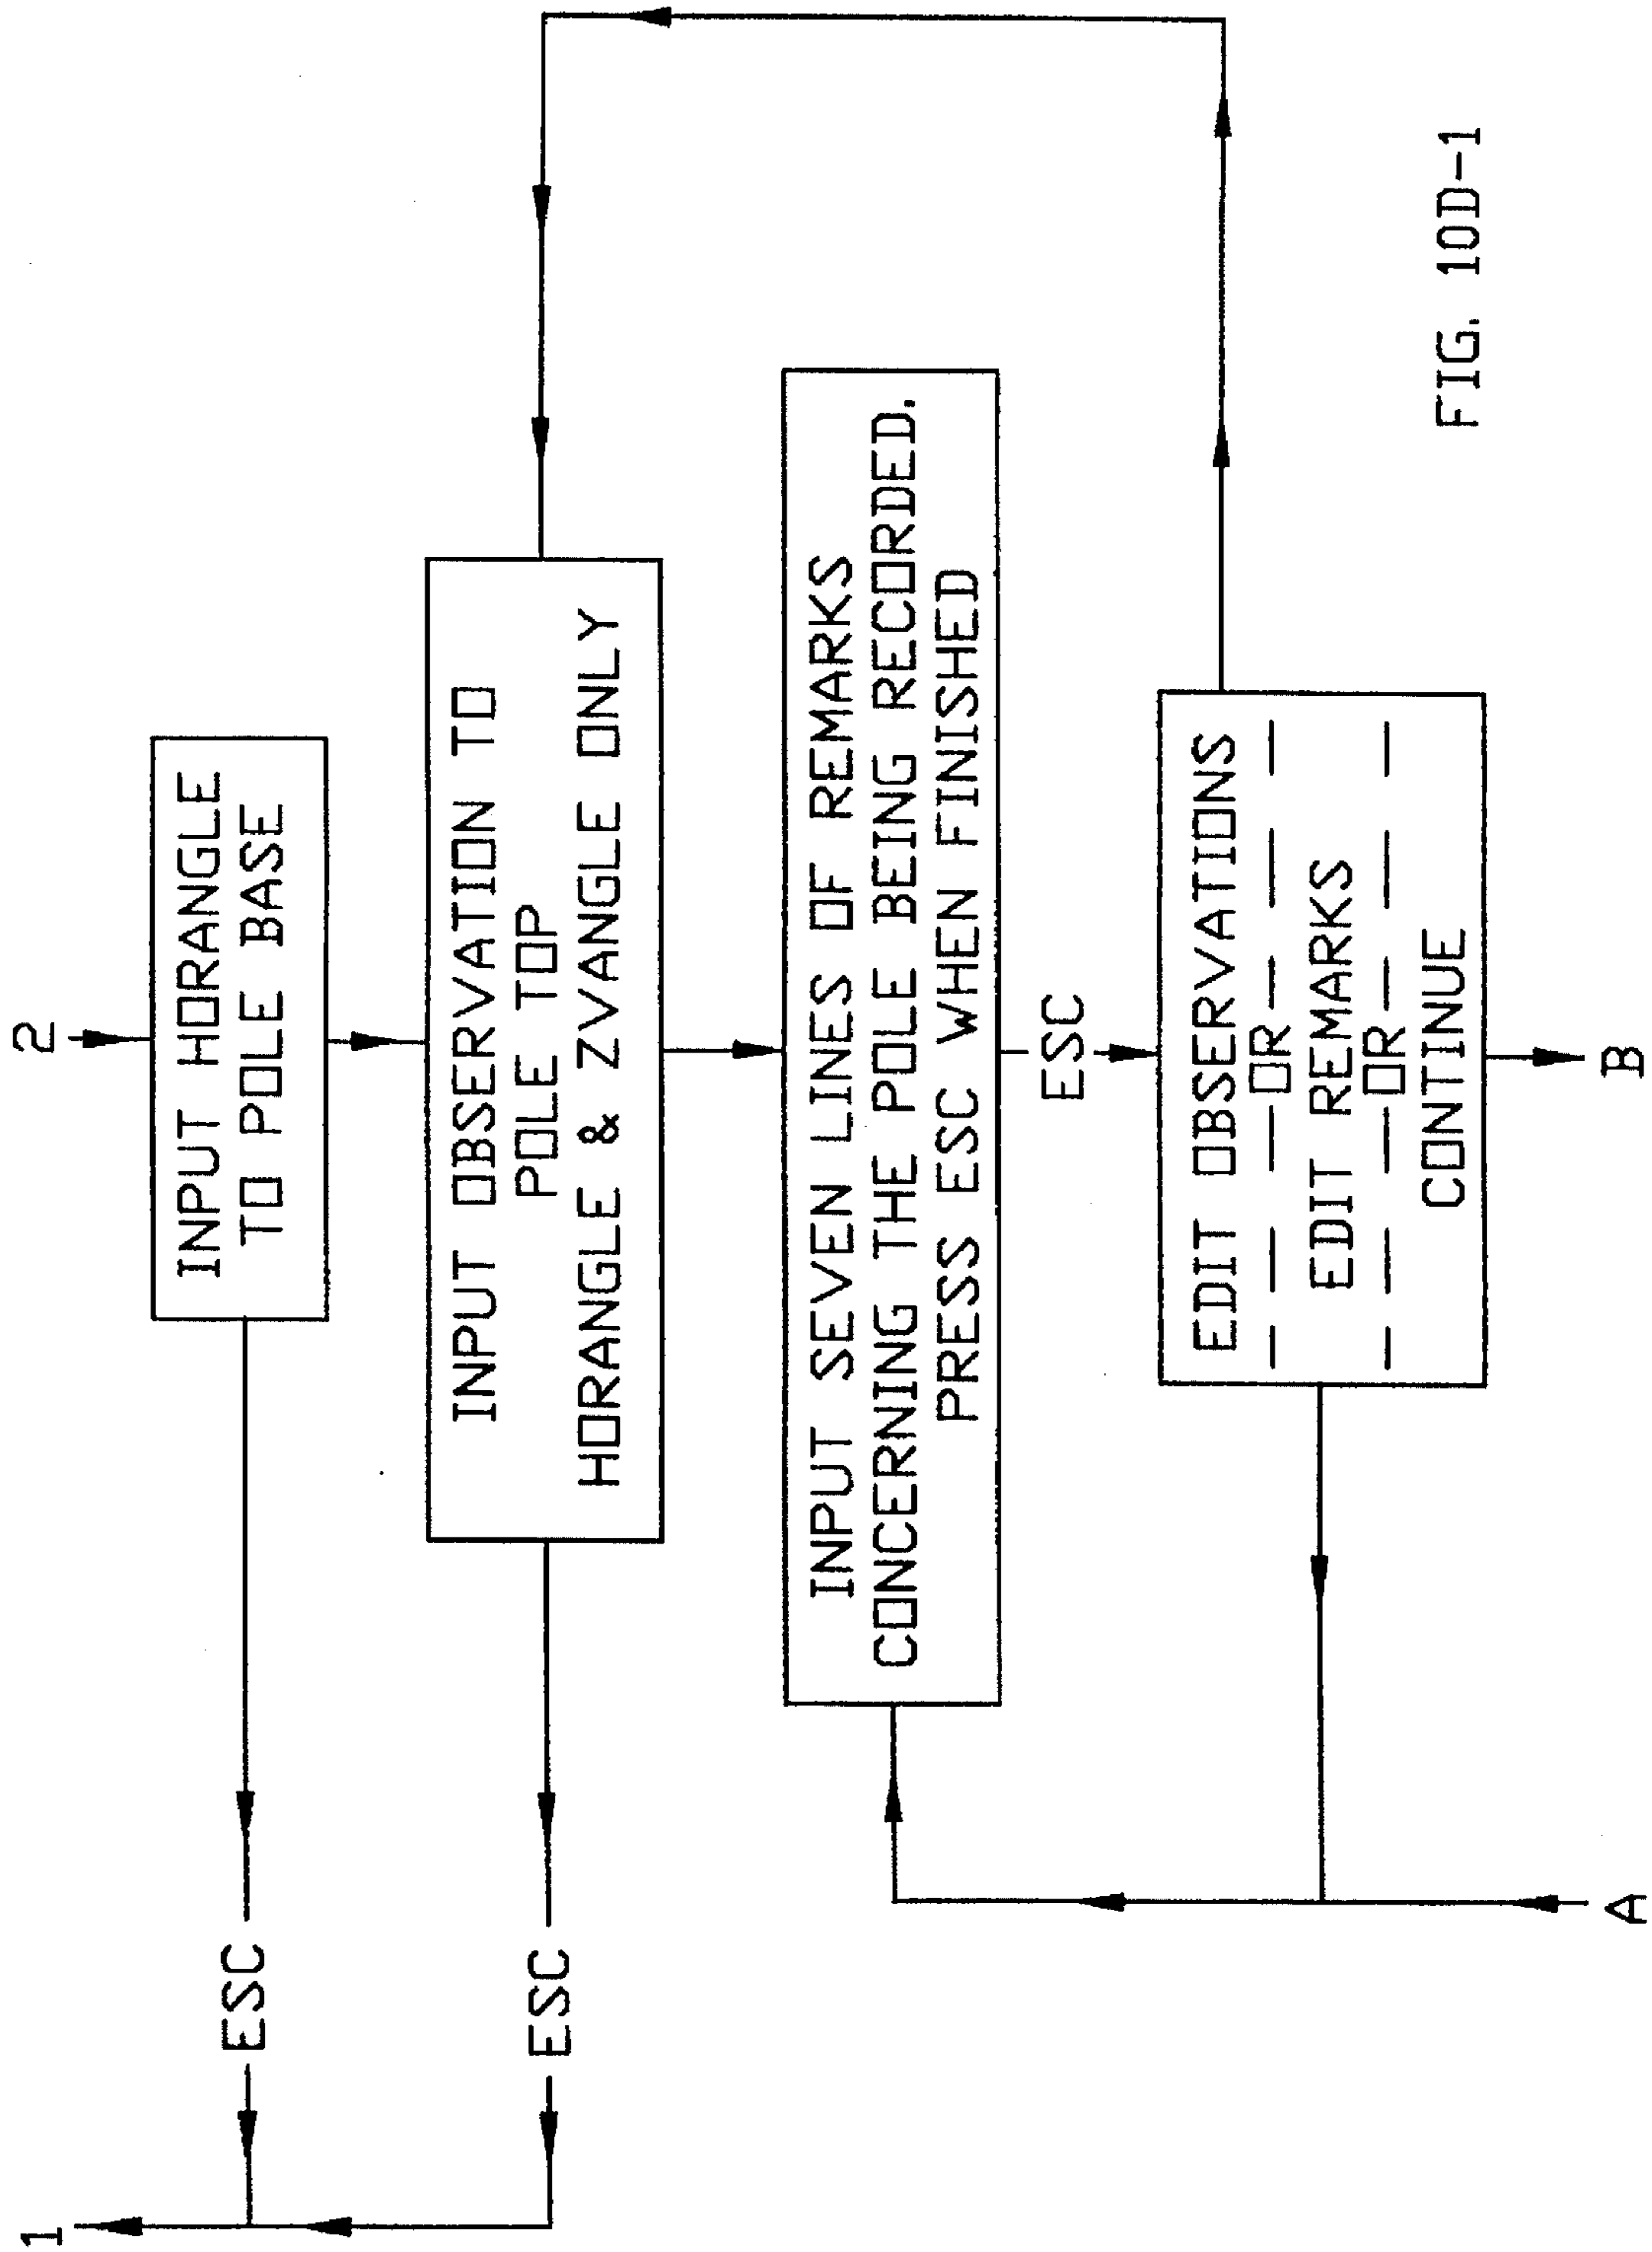 1
2
INPUT HORANGLE
TO POLE BASE
ESC
INPUT OBSERVATION TO
POLE TOP
HORANGLE & ZVANGLE ONLY
ESC
INPUT SEVEN LINES OF REMARKS
CONCERNING THE POLE BEING RECORDED.
PRESS ESC WHEN FINISHED
ESC
EDIT OBSERVATIONS
OR
EDIT REMARKS
OR
CONTINUE
A
B
FIG. 10D-1